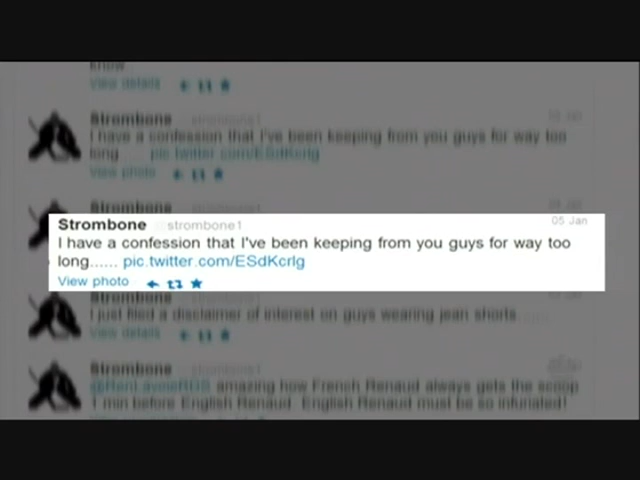 know
View details
Strombone @strombone1
I have a confession that I've been keeping from you guys for way too
long pic.twitter.com/ESdKcrlg
View photo
Strombone strombone1 05 Jan
I have a confession that I've been keeping from you guys for way too
long...... pic.twitter.com/ESdKcrlg
View photo
Strombone strombone1
I just filed a disclaimer of interest on guys wearing jean shorts
View details
Strombone strombone1
amazing how French Renaud always gets the scoop
1 min before English Renaud. English Renaud must be so infuriated!